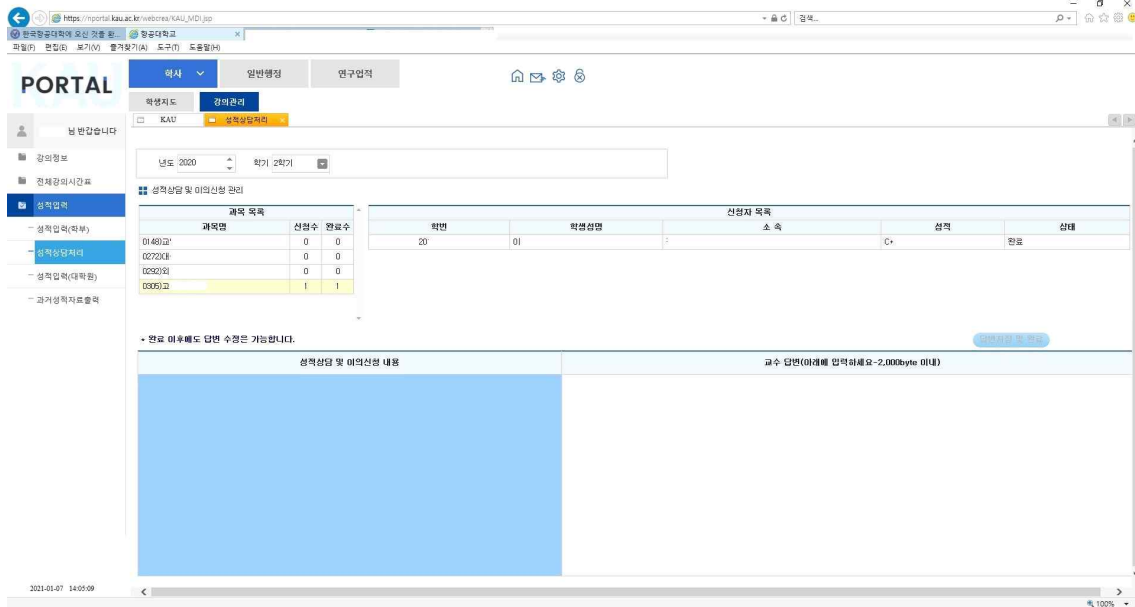 https://nportal.kau.ac.kr/webcrea/KAU_MDI.jsp
검색...
한국항공대학에 오신 것을 환...
항공대학교
파일(F) 편집(E) 보기(V) 즐겨찾기(A) 도구(T) 도움말(H)
PORTAL
학사 일반행정 연구업적
학생지도 강의관리
KAU 성적상담처리
님 반갑습니다
강의정보
전체강의시간표
성적입력
성적입력(학부)
성적상담처리
성적입력(대학원)
과거성적자료출력
년도 2020 학기 2학기
성적상담 및 이의신청 관리
과목 목록
과목명 신청수 완료수
0148)교 0 0
0272)대 0 0
0292)외 0 0
0305)고 1 1
신청자 목록
학번 학생성명 소 속 성적 상태
20 이 C+ 완료
완료 이후에도 답변 수정은 가능합니다.
성적상담 및 이의신청 내용
교수 답변(아래에 입력하세요-2,000byte 이내)
2021-01-07 14:05:09
100%